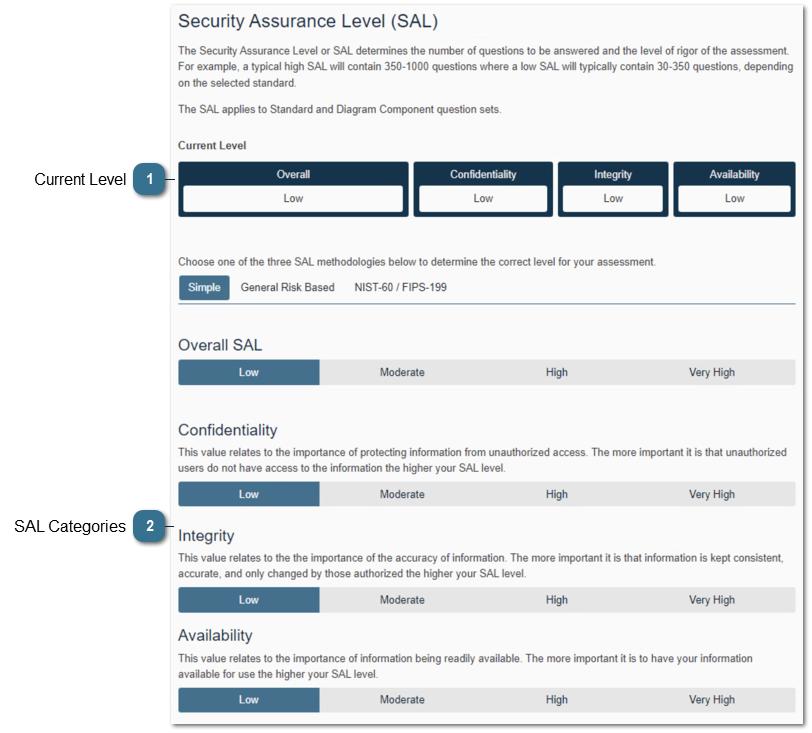 Security Assurance Level (SAL)
The Security Assurance Level or SAL determines the number of questions to be answered and the level of rigor of the assessment.
For example, a typical high SAL will contain 350-1000 questions where a low SAL will typically contain 30-350 questions, depending
on the selected standard.
The SAL applies to Standard and Diagram Component question sets.
Current Level
Current Level 1
Overall Confidentiality Integrity Availability
Low Low Low Low
Choose one of the three SAL methodologies below to determine the correct level for your assessment.
Simple General Risk Based NIST-60 / FIPS-199
Overall SAL
Low Moderate High Very High
Confidentiality
This value relates to the importance of protecting information from unauthorized access. The more important it is that unauthorized
users do not have access to the information the higher your SAL level.
Low Moderate High Very High
SAL Categories 2
Integrity
This value relates to the the importance of the accuracy of information. The more important it is that information is kept consistent,
accurate, and only changed by those authorized the higher your SAL level.
Low Moderate High Very High
Availability
This value relates to the importance of information being readily available. The more important it is to have your information
available for use the higher your SAL level.
Low Moderate High Very High